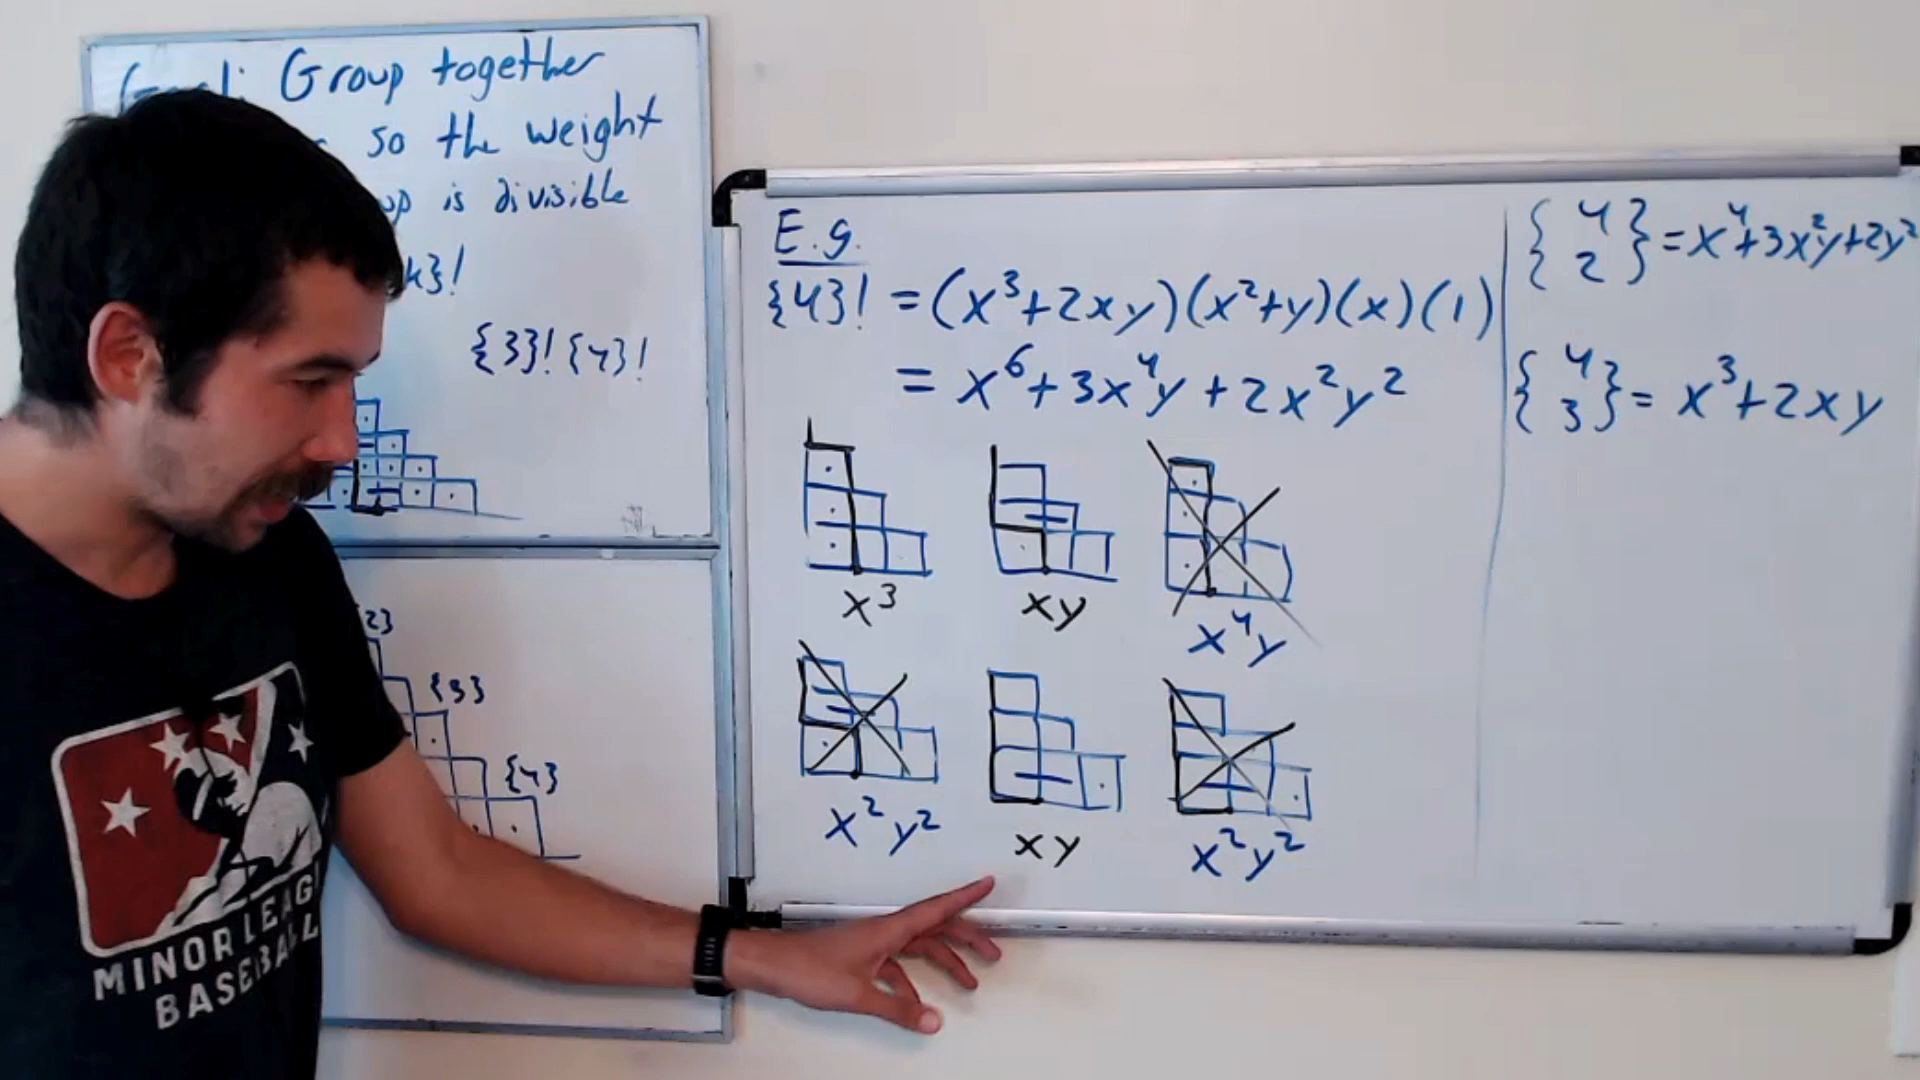 Group together
so the weight
is divisible
k}!
{3}!{4}!
{3}
{4}
MINOR LEAGUE
BASEBALL
E.g.
{4}! = (x³+2xy)(x²+y)(x)(1)
= x⁶+3x⁴y+2x²y²
x³ xy x⁴y
x²y² xy x²y²
{4 2} = x⁴+3x²y+2y²
{4 3} = x³+2xy